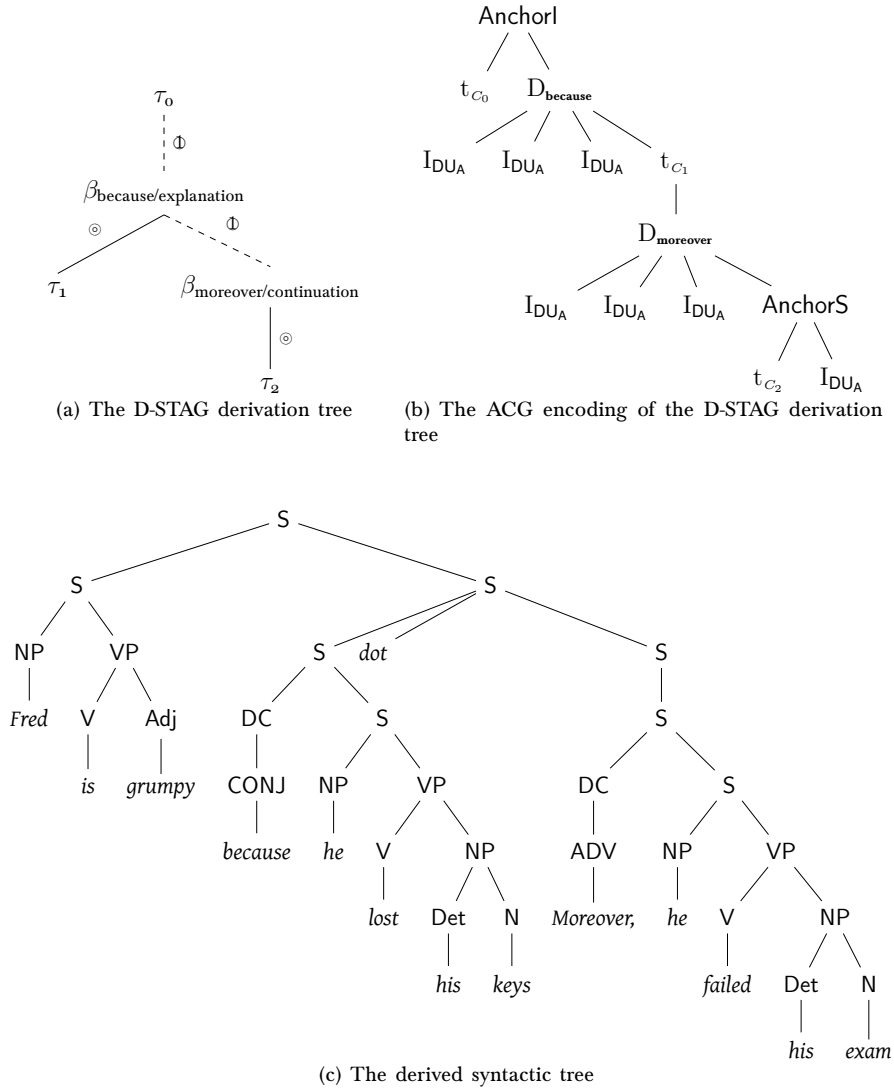 τ0
①
βbecause/explanation
◎ ①
τ1 βmoreover/continuation
◎
τ2
(a) The D-STAG derivation tree
AnchorI
tC0 Dbecause
IDUA IDUA IDUA tC1
Dmoreover
IDUA IDUA IDUA AnchorS
tC2 IDUA
(b) The ACG encoding of the D-STAG derivation
tree
S
S S
NP VP S dot S
Fred V Adj DC S S
is grumpy CONJ NP VP DC S
because he V NP ADV NP VP
lost Det N Moreover, he V NP
his keys failed Det N
his exam
(c) The derived syntactic tree